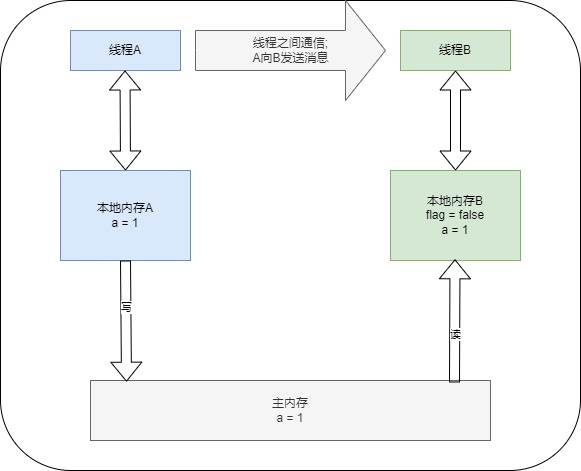 线程A
线程之间通信;
A向B发送消息
线程B
本地内存A
a = 1
本地内存B
flag = false
a = 1
写
读
主内存
a = 1